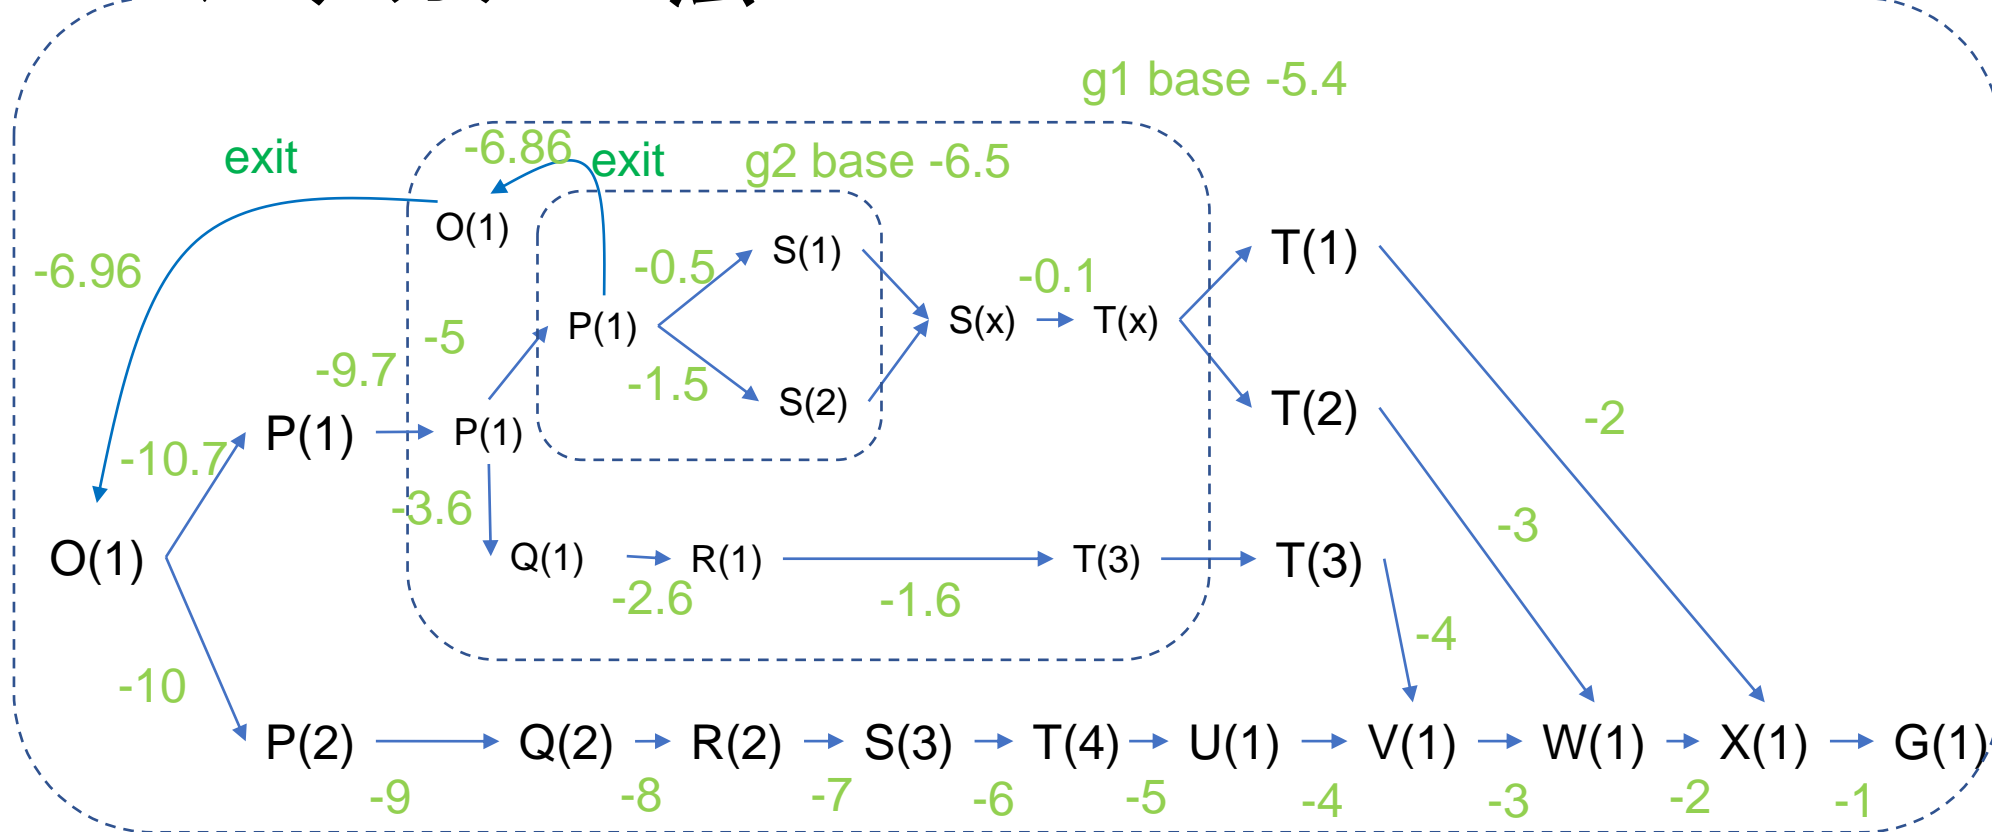 g1 base -5.4
exit
-6.86
exit
g2 base -6.5
-6.96
O(1)
-0.5
S(1)
-0.1
T(1)
-5
P(1)
S(x)
T(x)
-9.7
-1.5
S(2)
T(2)
-2
-10.7
P(1)
P(1)
-3.6
-3
O(1)
Q(1)
R(1)
T(3)
T(3)
-2.6
-1.6
-4
-10
P(2)
Q(2)
R(2)
S(3)
T(4)
U(1)
V(1)
W(1)
X(1)
G(1)
-9
-8
-7
-6
-5
-4
-3
-2
-1